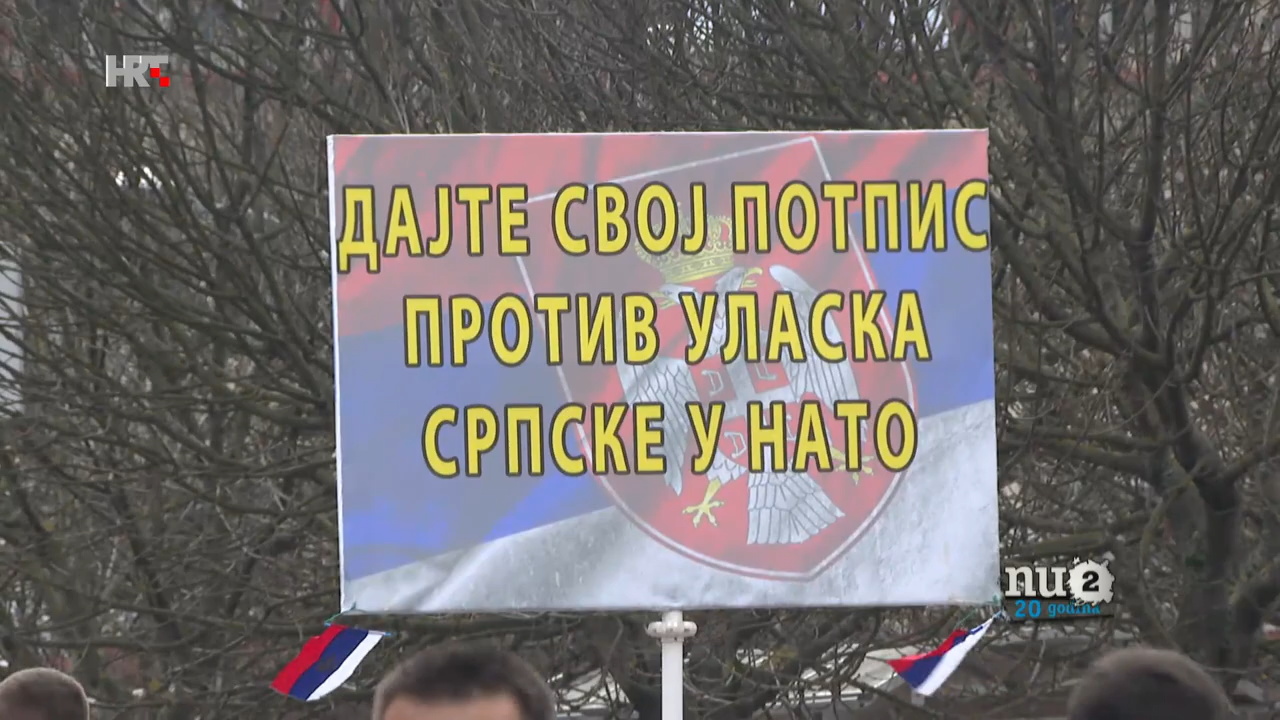 HRT
ДАЈТЕ СВОЈ ПОТПИС
ПРОТИВ УЛАСКА
СРПСКЕ У НАТО
nu2
20 godina